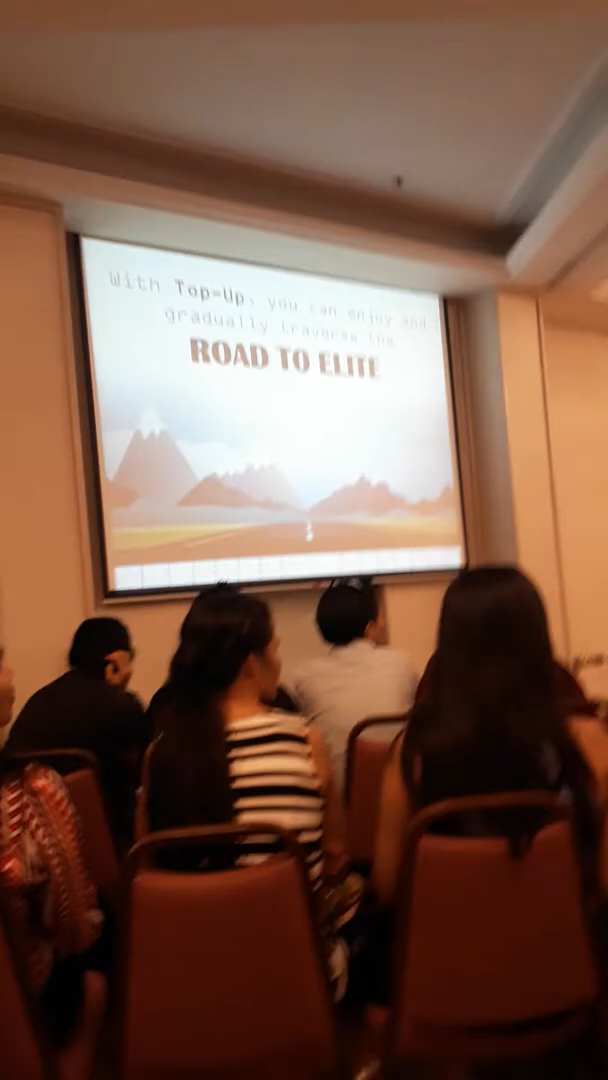 With Top-Up, you can enjoy and
gradually traverse the
ROAD TO ELITE